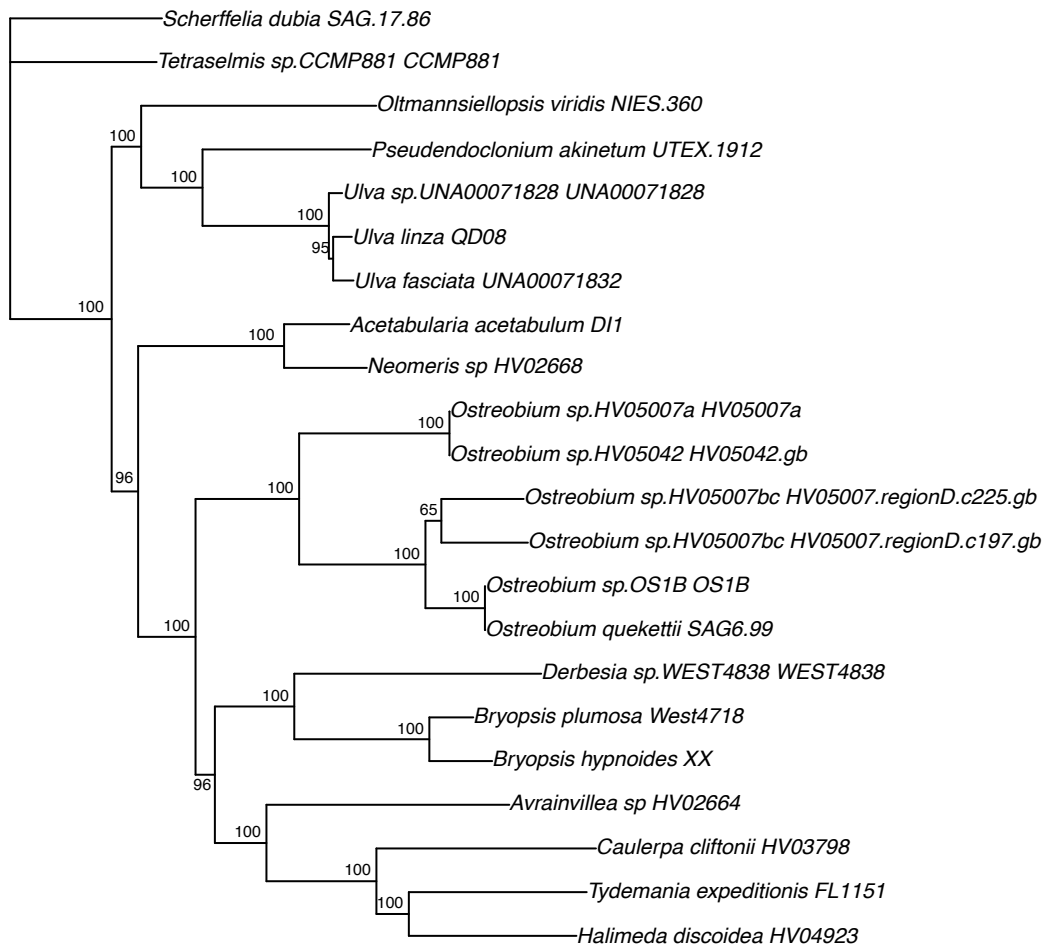 Scherffelia dubia SAG.17.86
Tetraselmis sp.CCMP881 CCMP881
Oltmannsiellopsis viridis NIES.360
100
Pseudendoclonium akinetum UTEX.1912
100
Ulva sp.UNA00071828 UNA00071828
100
Ulva linza QD08
95
Ulva fasciata UNA00071832
100
Acetabularia acetabulum DI1
100
Neomeris sp HV02668
Ostreobium sp.HV05007a HV05007a
100
Ostreobium sp.HV05042 HV05042.gb
96
100
Ostreobium sp.HV05007bc HV05007.regionD.c225.gb
65
Ostreobium sp.HV05007bc HV05007.regionD.c197.gb
100
Ostreobium sp.OS1B OS1B
100
Ostreobium quekettii SAG6.99
100
Derbesia sp.WEST4838 WEST4838
100
Bryopsis plumosa West4718
100
Bryopsis hypnoides XX
96
Avrainvillea sp HV02664
100
Caulerpa cliftonii HV03798
100
Tydemania expeditionis FL1151
100
Halimeda discoidea HV04923